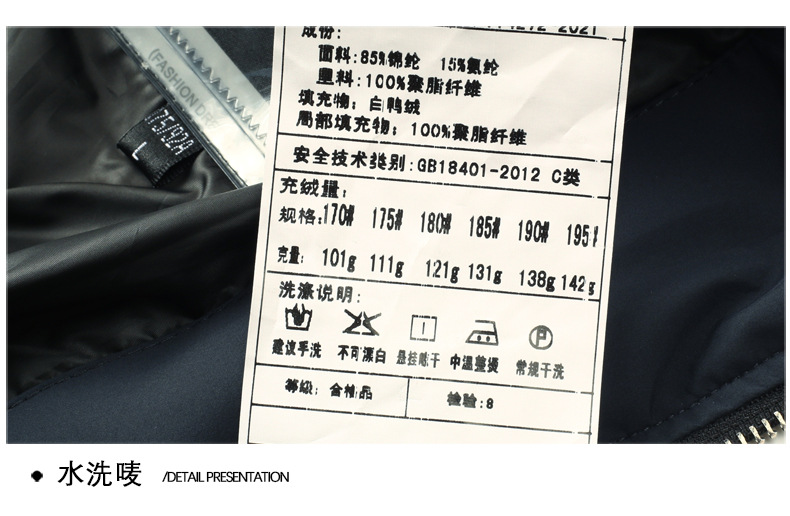 成份:
面料:85%锦纶 15%氨纶
里料:100%聚脂纤维
填充物: 白鸭绒
局部填充物: 100%聚脂纤维
安全技术类别:GB18401-2012 C类
充绒量:
规格:170# 175# 180# 185# 190# 195#
克量: 101g 111g 121g 131g 138g 142g
洗涤说明:
建议手洗 不可漂白 悬挂晾干 中温整烫 常规干洗
P
等级: 合格品 检验:8
(FASHION
175/92A
L
水洗唛 /DETAIL PRESENTATION